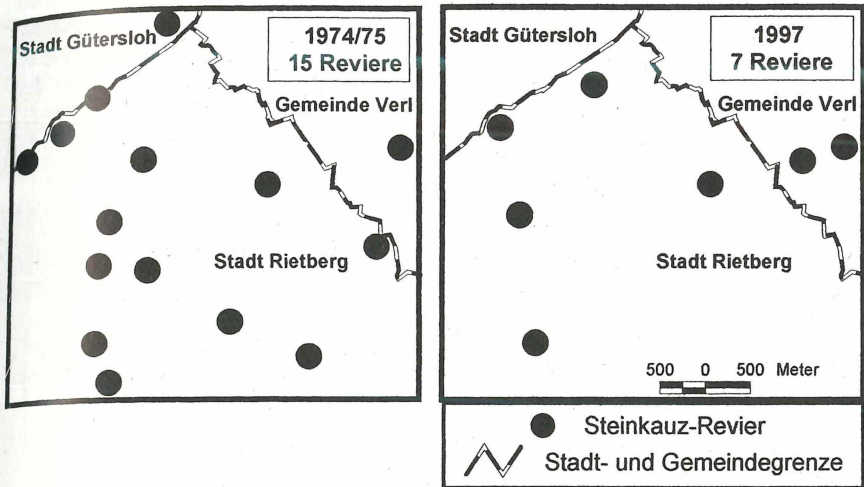 Stadt Gütersloh
1974/75
15 Reviere
Gemeinde Verl
Stadt Rietberg
Stadt Gütersloh
1997
7 Reviere
Gemeinde Verl
Stadt Rietberg
500 0 500 Meter
Steinkauz-Revier
Stadt- und Gemeindegrenze